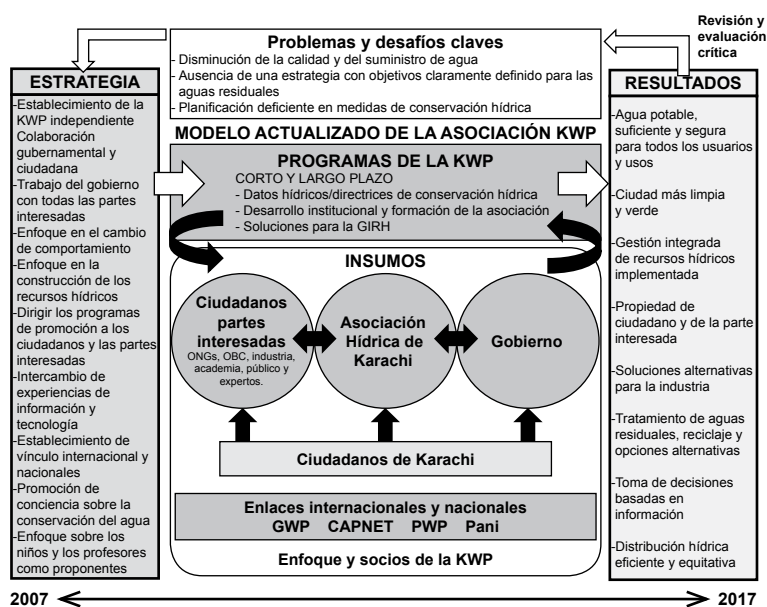 Revisión y
evaluación
crítica
Problemas y desafíos claves
- Disminución de la calidad y del suministro de agua
- Ausencia de una estrategia con objetivos claramente definido para las
aguas residuales
- Planificación deficiente en medidas de conservación hídrica
ESTRATEGIA
-Establecimiento de la
KWP independiente
Colaboración
gubernamental y
ciudadana
-Trabajo del gobierno
con todas las partes
interesadas
-Enfoque en el cambio
de comportamiento
-Enfoque en la
construcción de los
recursos hídricos
-Dirigir los programas
de promoción a los
ciudadanos y las partes
interesadas
-Intercambio de
experiencias de
información y
tecnología
-Establecimiento de
vínculo internacional y
nacionales
-Promoción de
conciencia sobre la
conservación del agua
-Enfoque sobre los
niños y los profesores
como proponentes
MODELO ACTUALIZADO DE LA ASOCIACIÓN KWP
PROGRAMAS DE LA KWP
CORTO Y LARGO PLAZO
- Datos hídricos/directrices de conservación hídrica
- Desarrollo institucional y formación de la asociación
- Soluciones para la GIRH
INSUMOS
Ciudadanos
partes
interesadas
ONGs, OBC, industria,
academia, público y
expertos.
Asociación
Hídrica de
Karachi
Gobierno
Ciudadanos de Karachi
Enlaces internacionales y nacionales
GWP CAPNET PWP Pani
Enfoque y socios de la KWP
RESULTADOS
-Agua potable,
suficiente y segura
para todos los usuarios
y usos
-Ciudad más limpia
y verde
-Gestión integrada
de recursos hídricos
implementada
-Propiedad de
ciudadano y de la parte
interesada
-Soluciones alternativas
para la industria
-Tratamiento de aguas
residuales, reciclaje y
opciones alternativas
-Toma de decisiones
basadas en
información
-Distribución hídrica
eficiente y equitativa
2007
2017